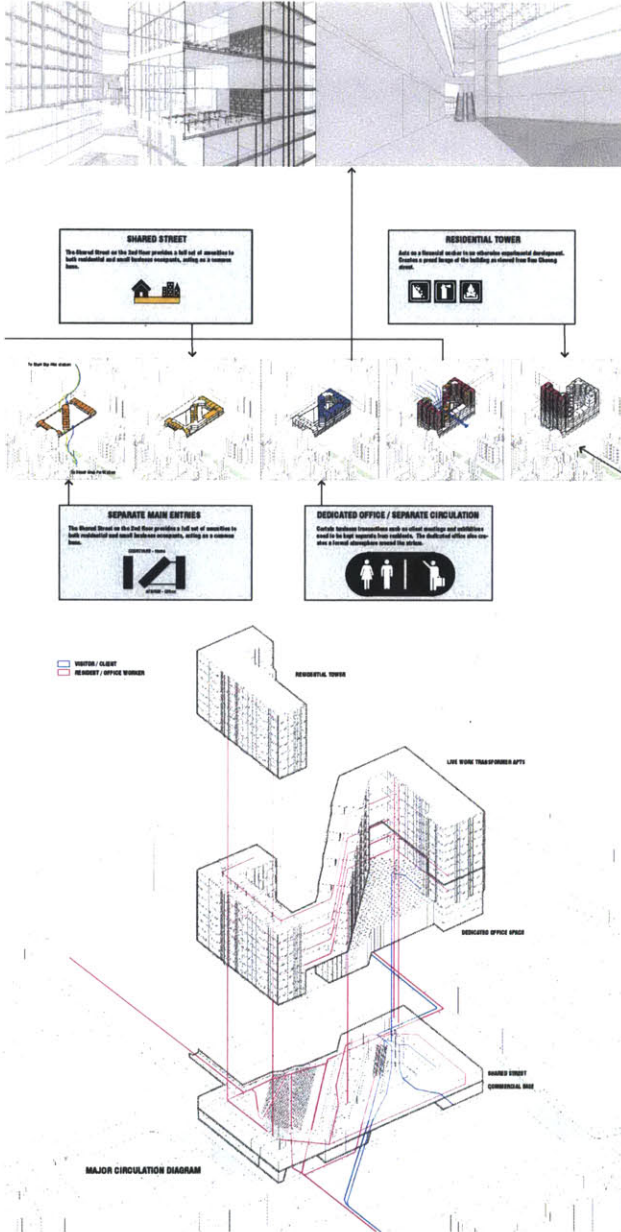 SHARED STREET
The Shared Street on the 2nd floor provides a full set of amenities to
both residential and small business occupants, acting as a common
base.
RESIDENTIAL TOWER
Acts as a financial anchor to an otherwise experimental development.
Creates a proud image of the building as viewed from
street.
SEPARATE MAIN ENTRIES
The Shared Street on the 2nd floor provides a full set of amenities to
both residential and small business occupants, acting as a common
base.
DEDICATED OFFICE / SEPARATE CIRCULATION
Certain business transactions such as client meetings and exhibitions
need to be kept separate from residents. The dedicated office also cre-
ates a formal atmosphere around the atrium.
VISITOR / CLIENT
RESIDENT / OFFICE WORKER
RESIDENTIAL TOWER
LIVE WORK TRANSFORMER APTS
DEDICATED OFFICE SPACE
SHARED STREET
COMMERCIAL BASE
MAJOR CIRCULATION DIAGRAM